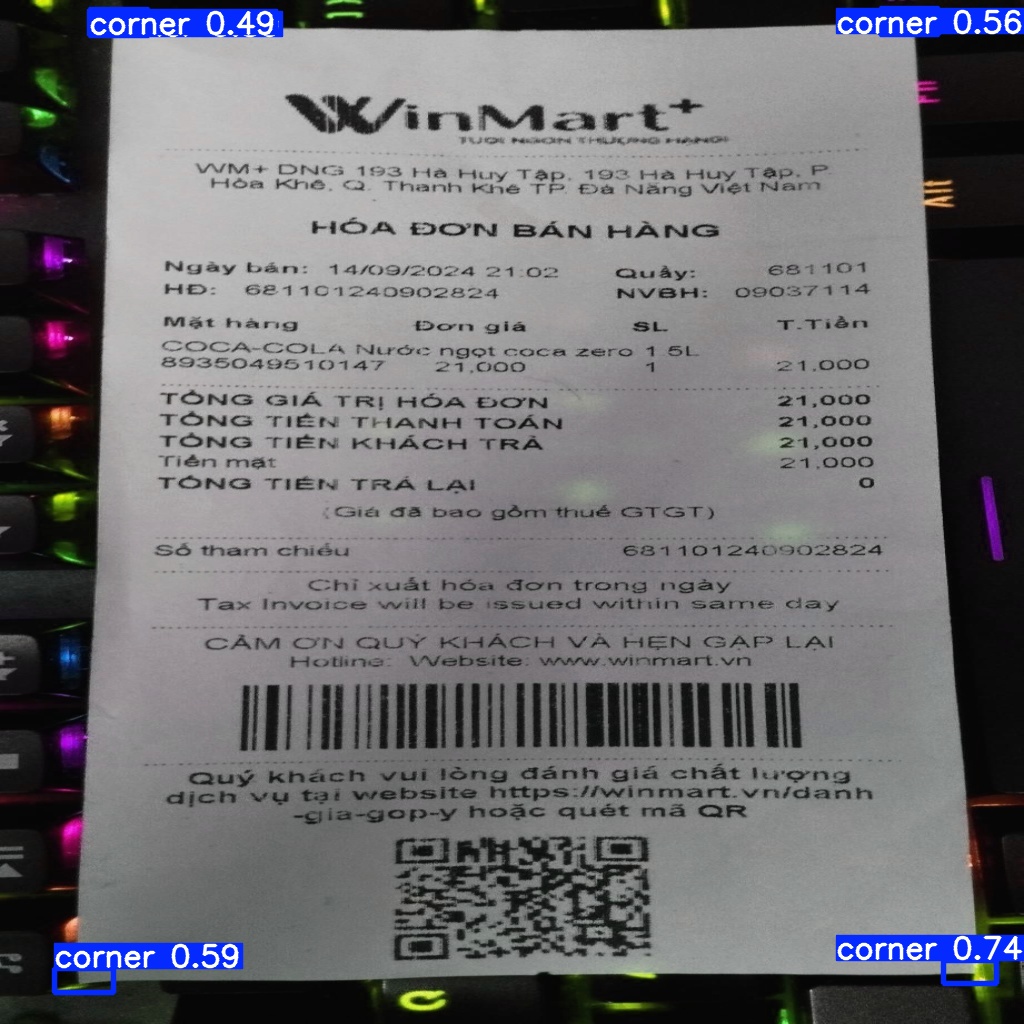 corner 0.49
corner 0.56
WinMart+
TƯƠI NGON THƯỢNG HẠNG!
WM+ DNG 193 Hà Huy Tập, 193 Hà Huy Tập, P.
Hòa Khê, Q. Thanh Khê TP. Đà Nẵng Việt Nam
Alt
HÓA ĐƠN BÁN HÀNG
Ngày bán: 14/09/2024 21:02 Quầy: 681101
HĐ: 681101240902824 NVBH: 09037114
Mặt hàng Đơn giá SL T.Tiền
COCA-COLA Nước ngọt coca zero 1.5L
8935049510147 21,000 1 21,000
TỔNG GIÁ TRỊ HÓA ĐƠN 21,000
TỔNG TIỀN THANH TOÁN 21,000
TỔNG TIỀN KHÁCH TRẢ 21,000
Tiền mặt 21,000
TỔNG TIỀN TRẢ LẠI 0
(Giá đã bao gồm thuế GTGT)
Số tham chiếu 681101240902824
Chỉ xuất hóa đơn trong ngày
Tax Invoice will be issued within same day
CẢM ƠN QUÝ KHÁCH VÀ HẸN GẶP LẠI
Hotline: Website: www.winmart.vn
Quý khách vui lòng đánh giá chất lượng
dịch vụ tại website https://winmart.vn/danh
-gia-gop-y hoặc quét mã QR
corner 0.59
corner 0.74